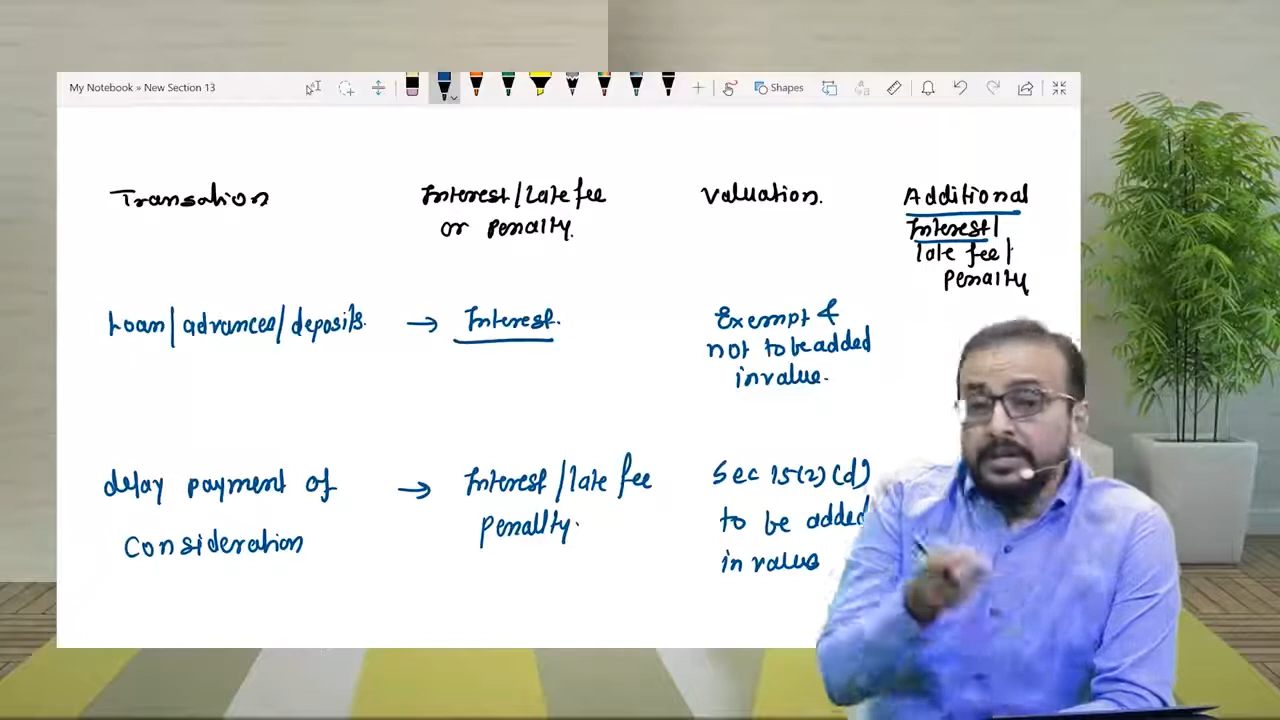 My Notebook » New Section 13
Shapes
Transation
Interest/Late fee
or Penalty.
Valuation.
Additional
Interest/
late fee/
Penalty
Loan/advances/deposits.
→ Interest.
Exempt &
not to be added
in value.
delay payment of
consideration
→ Interest/late fee
penallty.
Sec 15(2)(d)
to be added
in value